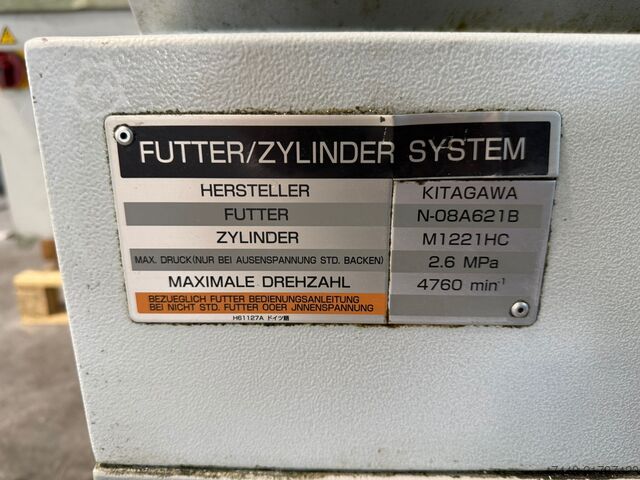 FUTTER/ZYLINDER SYSTEM
HERSTELLER KITAGAWA
FUTTER N-08A621B
ZYLINDER M1221HC
MAX. DRUCK(NUR BEI AUSENSPANNUNG STD. BACKEN) 2.6 MPa
MAXIMALE DREHZAHL 4760 min⁻¹
BEZUEGLICH FUTTER BEDIENUNGSANLEITUNG
BEI NICHT STD. FUTTER ODER JNNENSPANNUNG
H61127A ドイツ語